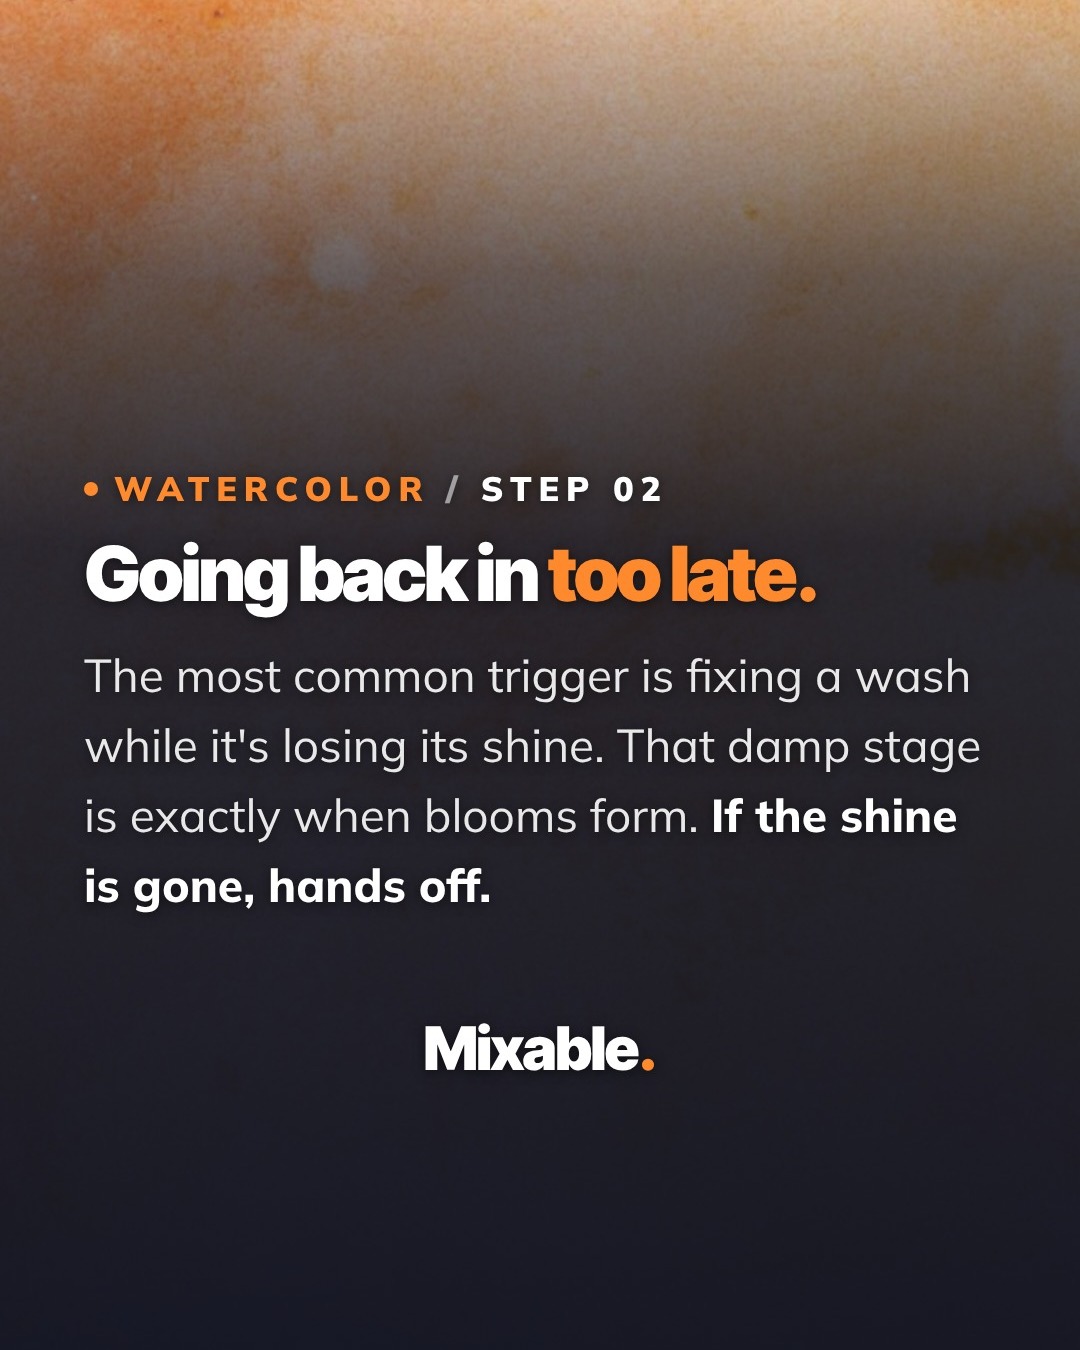 • WATERCOLOR / STEP 02
Going back in too late.
The most common trigger is fixing a wash
while it's losing its shine. That damp stage
is exactly when blooms form. If the shine
is gone, hands off.
Mixable.